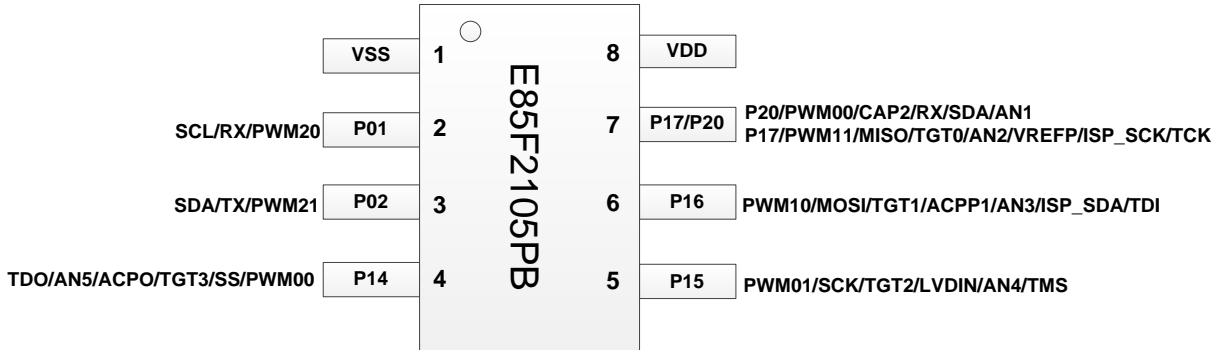 VSS 1 8 VDD
SCL/RX/PWM20 P01 2 7 P17/P20 P20/PWM00/CAP2/RX/SDA/AN1
P17/PWM11/MISO/TGT0/AN2/VREFP/ISP_SCK/TCK
SDA/TX/PWM21 P02 3 6 P16 PWM10/MOSI/TGT1/ACPP1/AN3/ISP_SDA/TDI
TDO/AN5/ACPO/TGT3/SS/PWM00 P14 4 5 P15 PWM01/SCK/TGT2/LVDIN/AN4/TMS
E85F2105PB